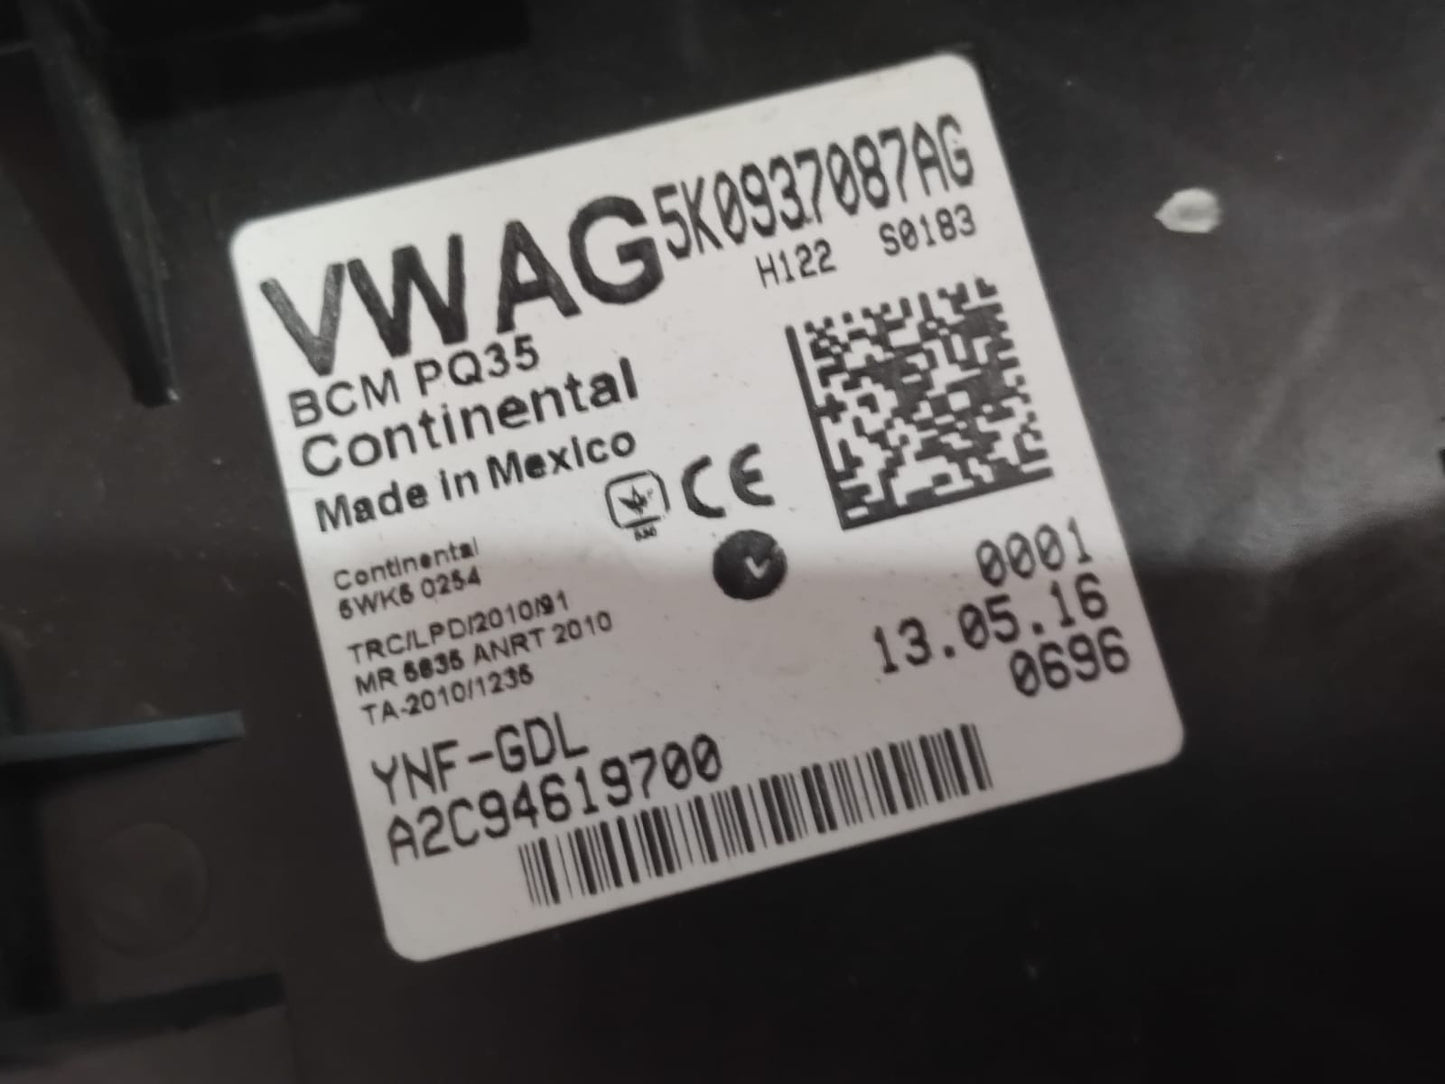 VWAG 5K0937087AG
H122 S0183
BCM PQ35
Continental
Made in Mexico
CE
Continental
5WK5 0254
TRC/LPD/2010/91
MR 5635 ANRT 2010
TA-2010/1235
0001
13.05.16
0696
YNF-GDL
A2C94619700